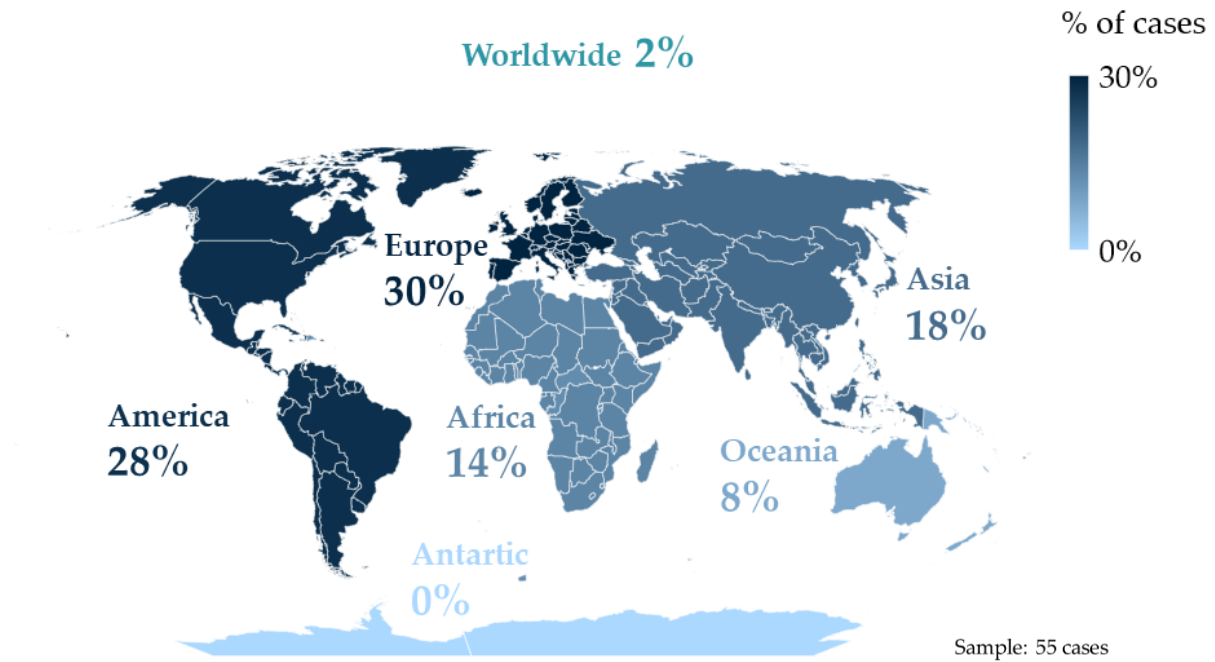 % of cases
30%
0%
Worldwide 2%
Europe
30%
Asia
18%
America
28%
Africa
14%
Oceania
8%
Antartic
0%
Sample: 55 cases